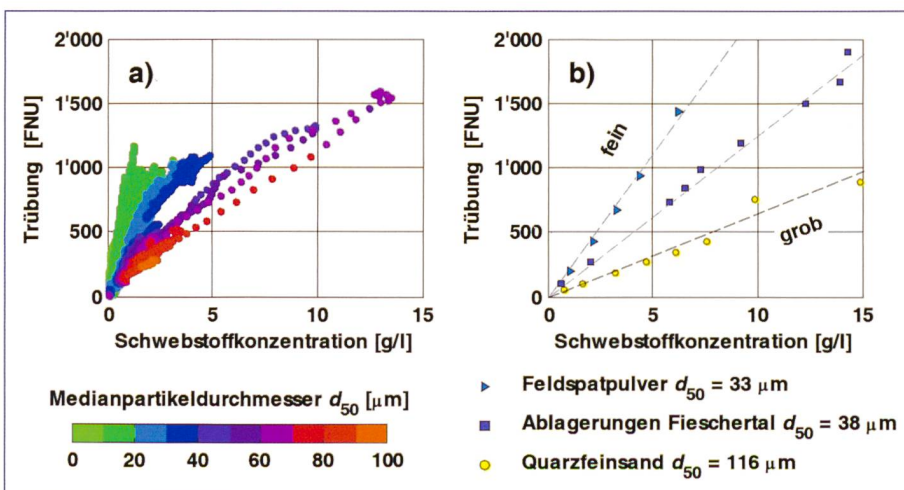 a)
2'000
1'500
1'000
500
0
Trübung [FNU]
0 5 10 15
Schwebstoffkonzentration [g/l]
Medianpartikeldurchmesser d50 [µm]
0 20 40 60 80 100
b)
2'000
1'500
1'000
500
0
Trübung [FNU]
fein
grob
0 5 10 15
Schwebstoffkonzentration [g/l]
Feldspatpulver d50 = 33 µm
Ablagerungen Fieschertal d50 = 38 µm
Quarzfeinsand d50 = 116 µm